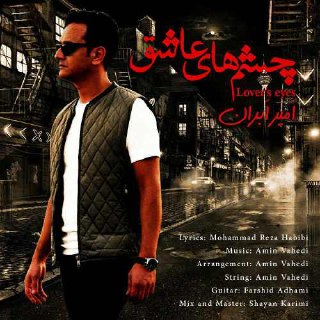 چشم‌های عاشق
Lover's eyes
امیر ایران
Lyrics: Mohammad Reza Habibi
Music: Amin Vahedi
Arrangement: Amin Vahedi
String: Amin Vahedi
Guitar: Farshid Adhami
Mix and Master: Shayan Karimi